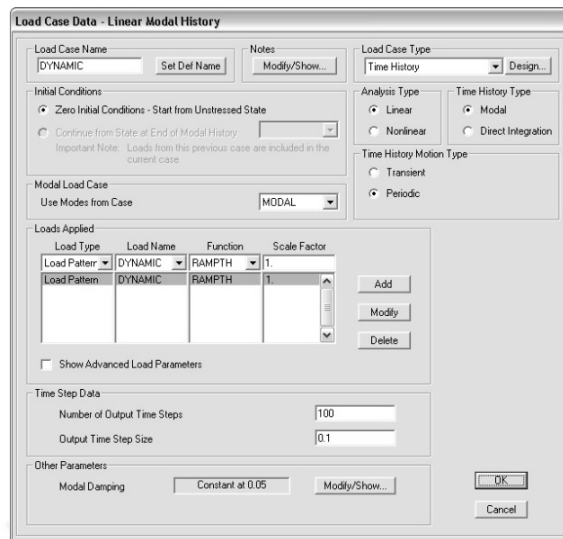 Load Case Data - Linear Modal History
Load Case Name
DYNAMIC
Set Def Name
Notes
Modify/Show...
Load Case Type
Time History
Design...
Initial Conditions
Zero Initial Conditions - Start from Unstressed State
Continue from State at End of Modal History
Important Note: Loads from this previous case are included in the
current case
Analysis Type
Linear
Nonlinear
Time History Type
Modal
Direct Integration
Time History Motion Type
Transient
Periodic
Modal Load Case
Use Modes from Case
MODAL
Loads Applied
Load Type Load Name Function Scale Factor
Load Pattern DYNAMIC RAMPTH 1.
Load Pattern DYNAMIC RAMPTH 1.
Add
Modify
Delete
Show Advanced Load Parameters
Time Step Data
Number of Output Time Steps 100
Output Time Step Size 0.1
Other Parameters
Modal Damping Constant at 0.05 Modify/Show...
OK
Cancel